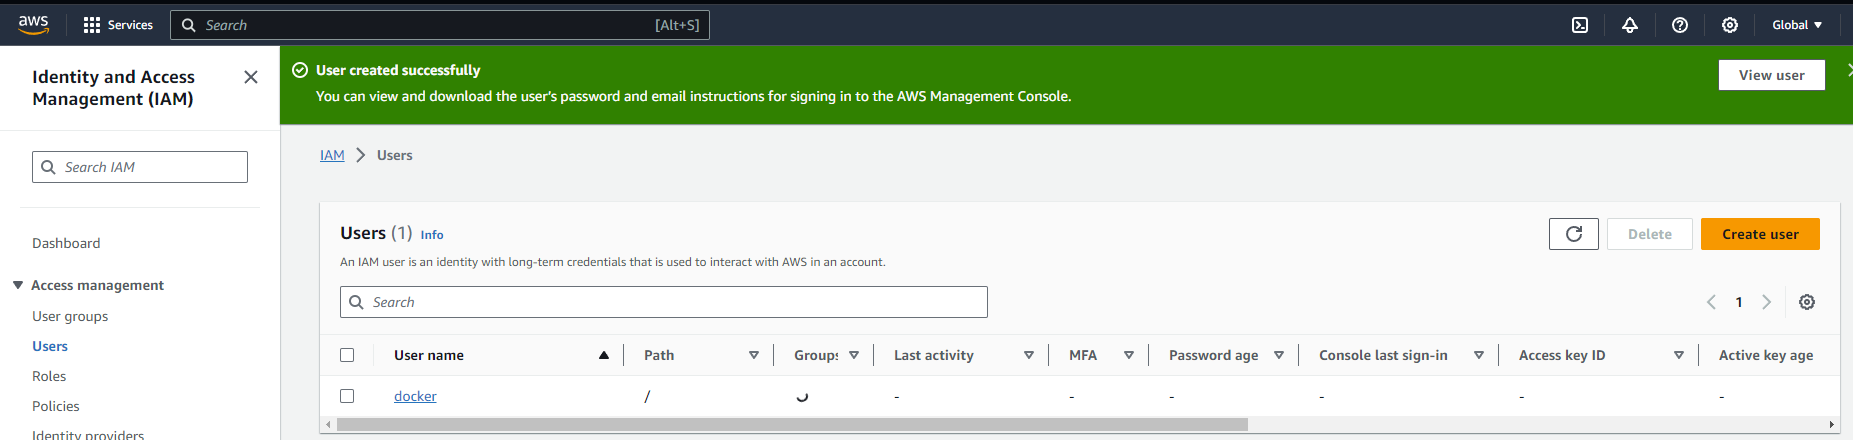 aws
Services
Search
[Alt+S]
Global
Identity and Access
Management (IAM)
Search IAM
Dashboard
Access management
User groups
Users
Roles
Policies
Identity providers
User created successfully
You can view and download the user's password and email instructions for signing in to the AWS Management Console.
View user
IAM
Users
Users (1)
Info
Delete
Create user
An IAM user is an identity with long-term credentials that is used to interact with AWS in an account.
Search
1
User name
Path
Groups
Last activity
MFA
Password age
Console last sign-in
Access key ID
Active key age
docker
/
-
-
-
-
-
-